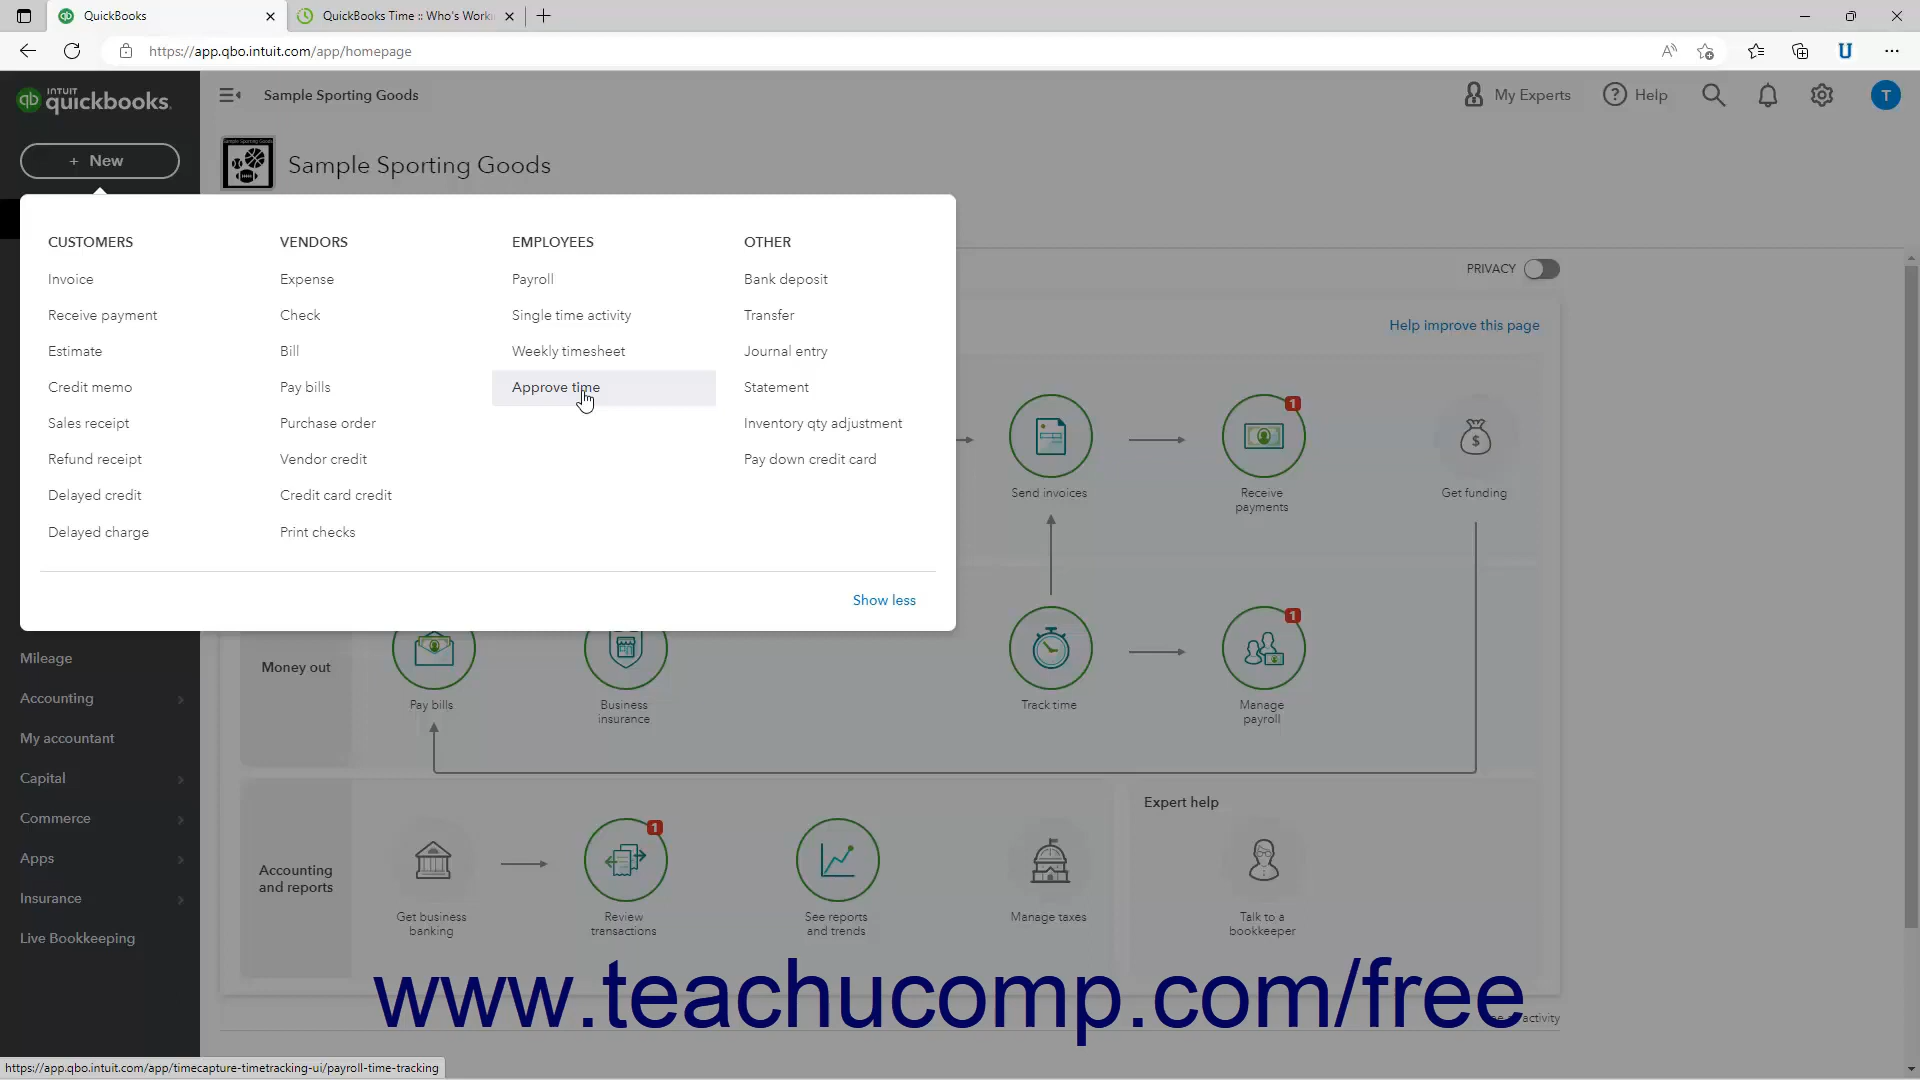 QuickBooks
QuickBooks Time :: Who's Work
https://app.qbo.intuit.com/app/homepage
INTUIT
quickbooks.
Sample Sporting Goods
My Experts
Help
T
+ New
Sample Sporting Goods
CUSTOMERS
Invoice
Receive payment
Estimate
Credit memo
Sales receipt
Refund receipt
Delayed credit
Delayed charge
VENDORS
Expense
Check
Bill
Pay bills
Purchase order
Vendor credit
Credit card credit
Print checks
EMPLOYEES
Payroll
Single time activity
Weekly timesheet
Approve time
OTHER
Bank deposit
Transfer
Journal entry
Statement
Inventory qty adjustment
Pay down credit card
Show less
PRIVACY
Help improve this page
Send invoices
1
Receive
payments
Get funding
Mileage
Accounting
My accountant
Capital
Commerce
Apps
Insurance
Live Bookkeeping
Money out
Pay bills
Business
insurance
Track time
1
Manage
payroll
Accounting
and reports
Get business
banking
1
Review
transactions
See reports
and trends
Manage taxes
Expert help
Talk to a
bookkeeper
www.teachucomp.com/free
activity
https://app.qbo.intuit.com/app/timecapture-timetracking-ui/payroll-time-tracking